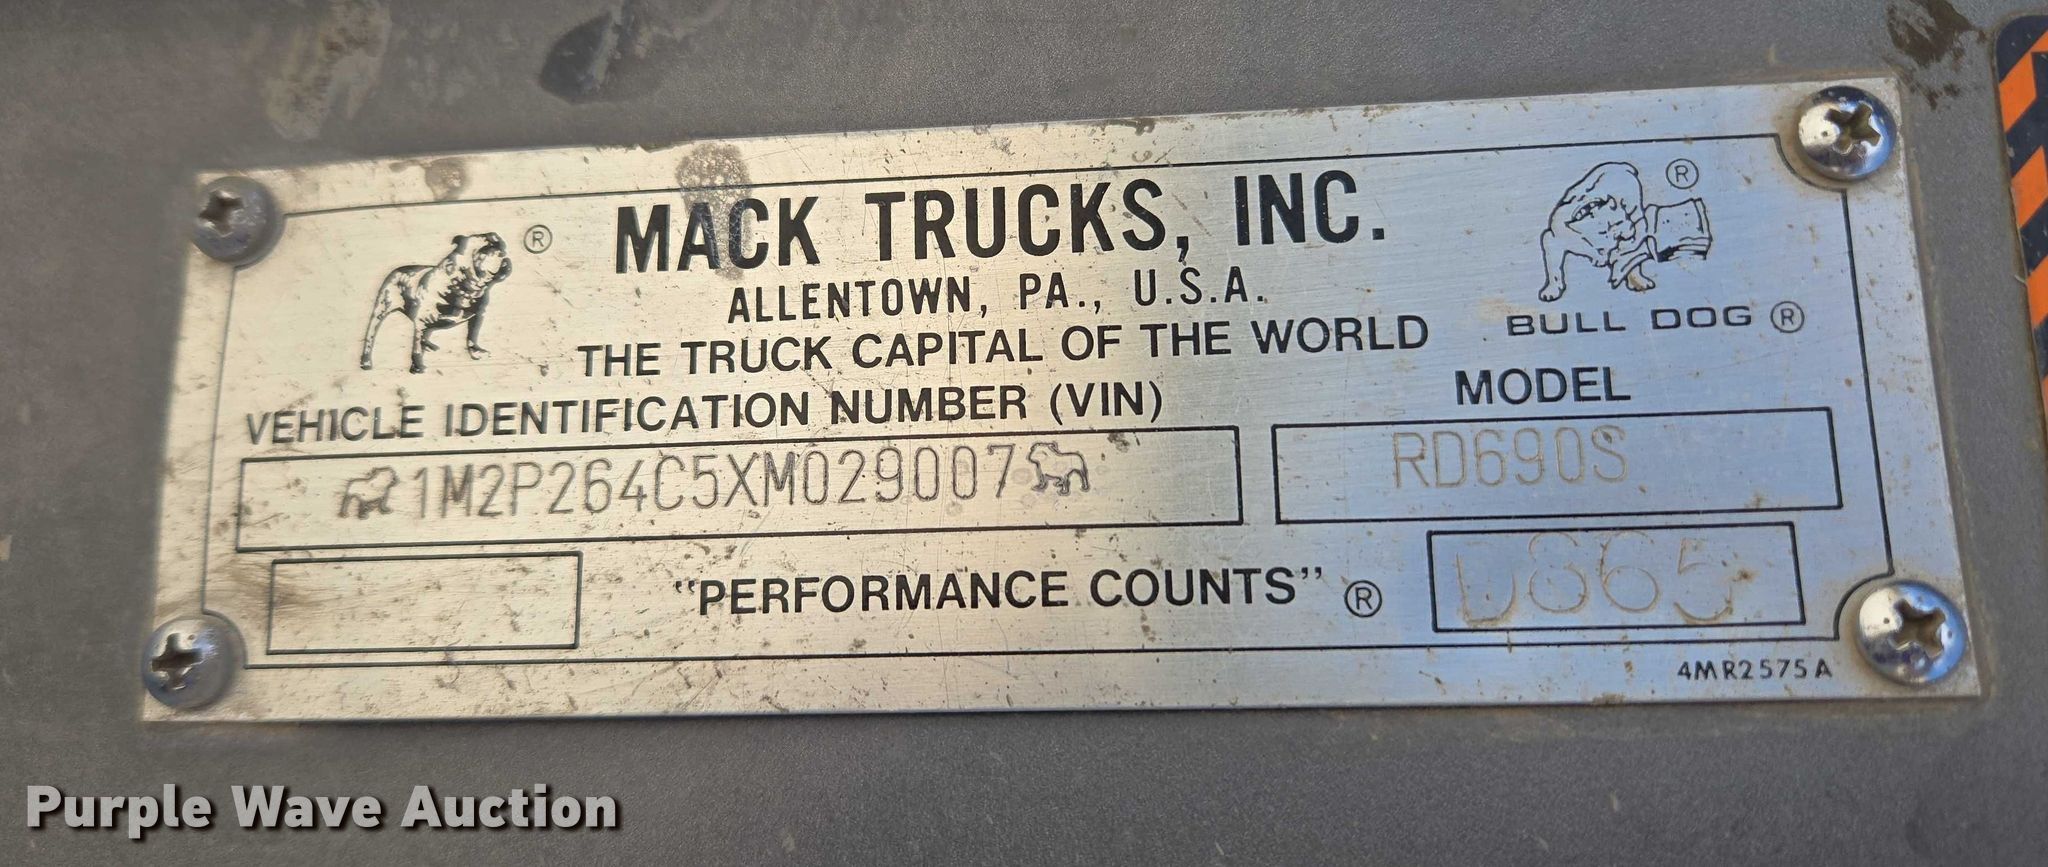 MACK TRUCKS, INC.
ALLENTOWN, PA., U.S.A.
THE TRUCK CAPITAL OF THE WORLD
®
®
BULL DOG ®
VEHICLE IDENTIFICATION NUMBER (VIN)
MODEL
1M2P264C5XM029007
RD690S
"PERFORMANCE COUNTS" ®
D865
4MR2575A
Purple Wave Auction